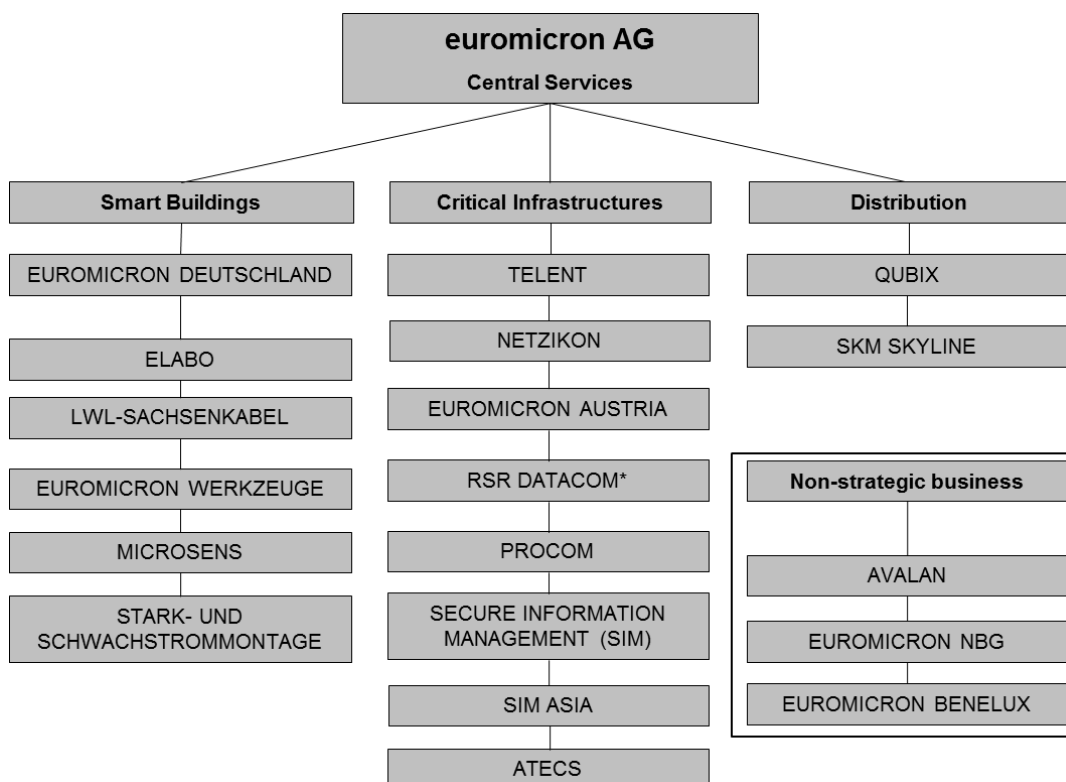 euromicron AG
Central Services
Smart Buildings
EUROMICRON DEUTSCHLAND
ELABO
LWL-SACHSENKABEL
EUROMICRON WERKZEUGE
MICROSENS
STARK- UND
SCHWACHSTROMMONTAGE
Critical Infrastructures
TELENT
NETZIKON
EUROMICRON AUSTRIA
RSR DATACOM*
PROCOM
SECURE INFORMATION
MANAGEMENT (SIM)
SIM ASIA
ATECS
Distribution
QUBIX
SKM SKYLINE
Non-strategic business
AVALAN
EUROMICRON NBG
EUROMICRON BENELUX